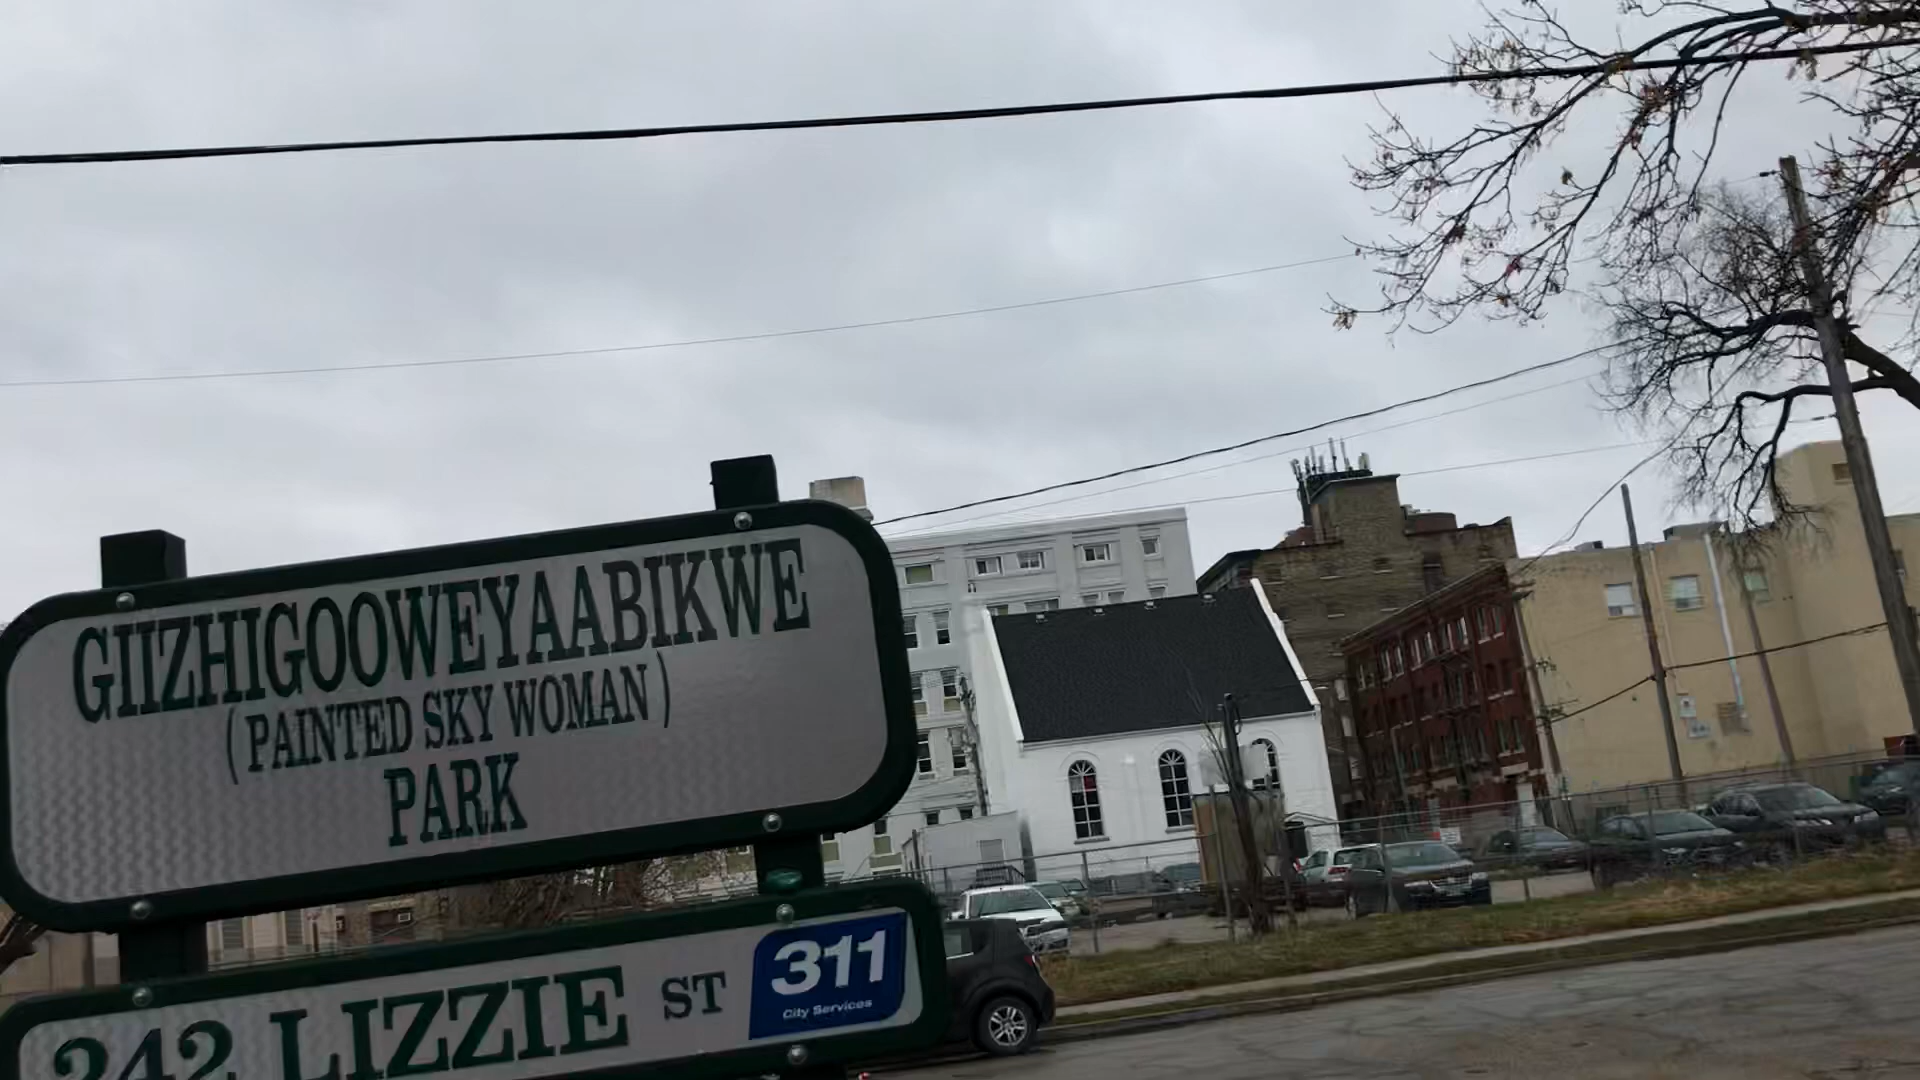 GIIZHIGOOWEYAABIKWE
(PAINTED SKY WOMAN)
PARK
242 LIZZIE ST
311
City Services